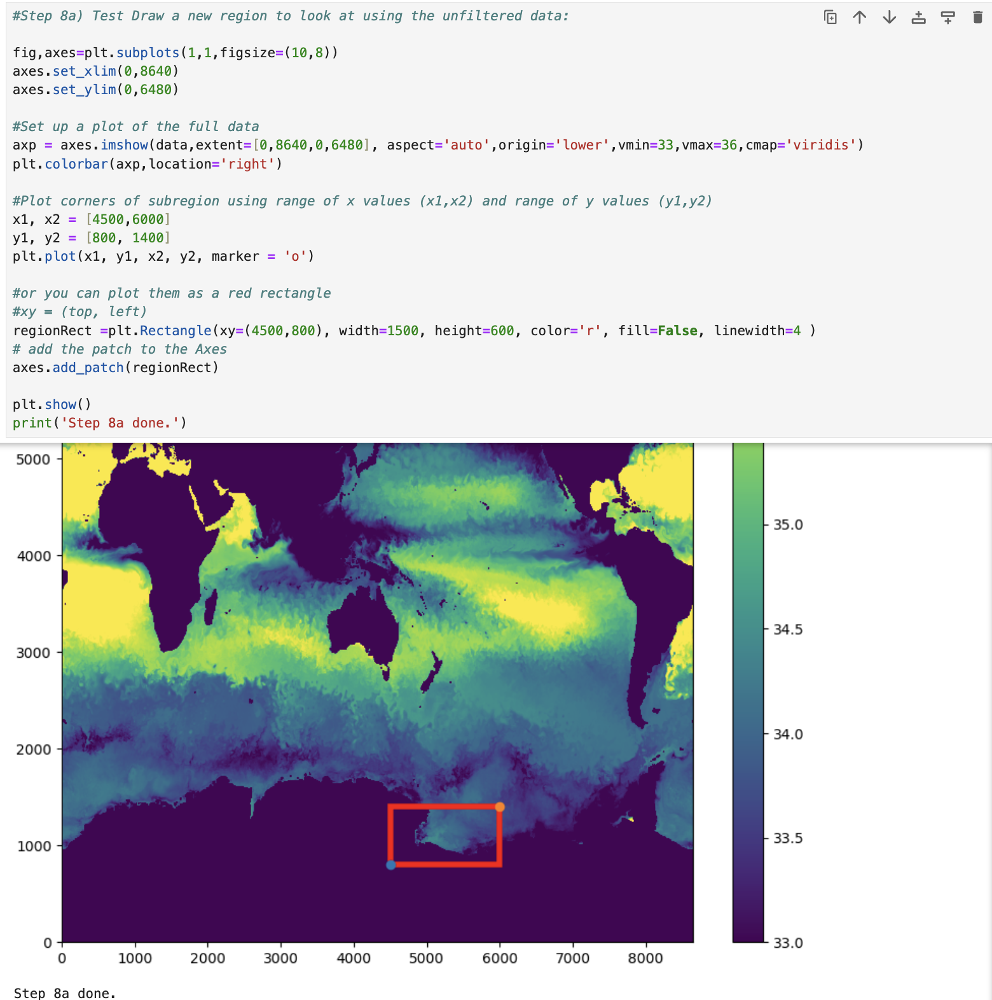 #Step 8a) Test Draw a new region to look at using the unfiltered data:
fig,axes=plt.subplots(1,1,figsize=(10,8))
axes.set_xlim(0,8640)
axes.set_ylim(0,6480)
#Set up a plot of the full data
axp = axes.imshow(data,extent=[0,8640,0,6480], aspect='auto',origin='lower',vmin=33,vmax=36,cmap='viridis')
plt.colorbar(axp,location='right')
#Plot corners of subregion using range of x values (x1,x2) and range of y values (y1,y2)
x1, x2 = [4500,6000]
y1, y2 = [800, 1400]
plt.plot(x1, y1, x2, y2, marker = 'o')
#or you can plot them as a red rectangle
#xy = (top, left)
regionRect =plt.Rectangle(xy=(4500,800), width=1500, height=600, color='r', fill=False, linewidth=4 )
# add the patch to the Axes
axes.add_patch(regionRect)
plt.show()
print('Step 8a done.')
5000
4000
3000
2000
1000
0
0 1000 2000 3000 4000 5000 6000 7000 8000
35.0
34.5
34.0
33.5
33.0
Step 8a done.